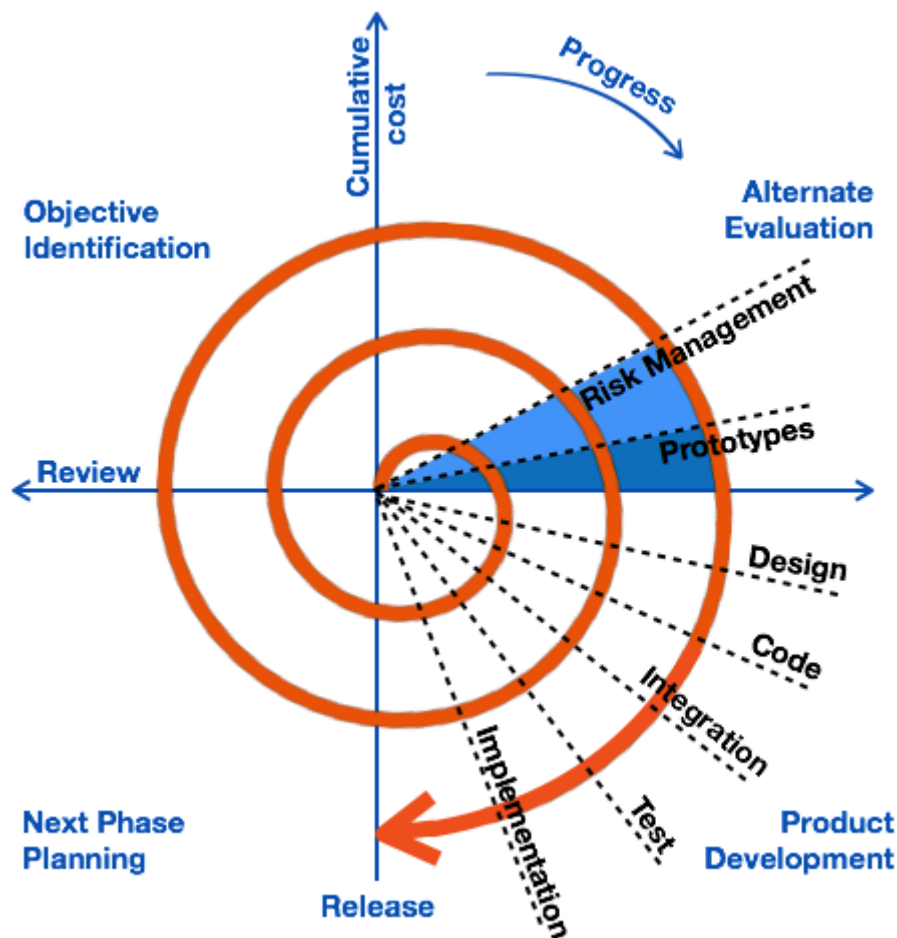 Cumulative
cost
Progress
Objective
Identification
Alternate
Evaluation
Risk Management
Prototypes
Review
Design
Code
Integration
Test
Implementation
Next Phase
Planning
Product
Development
Release